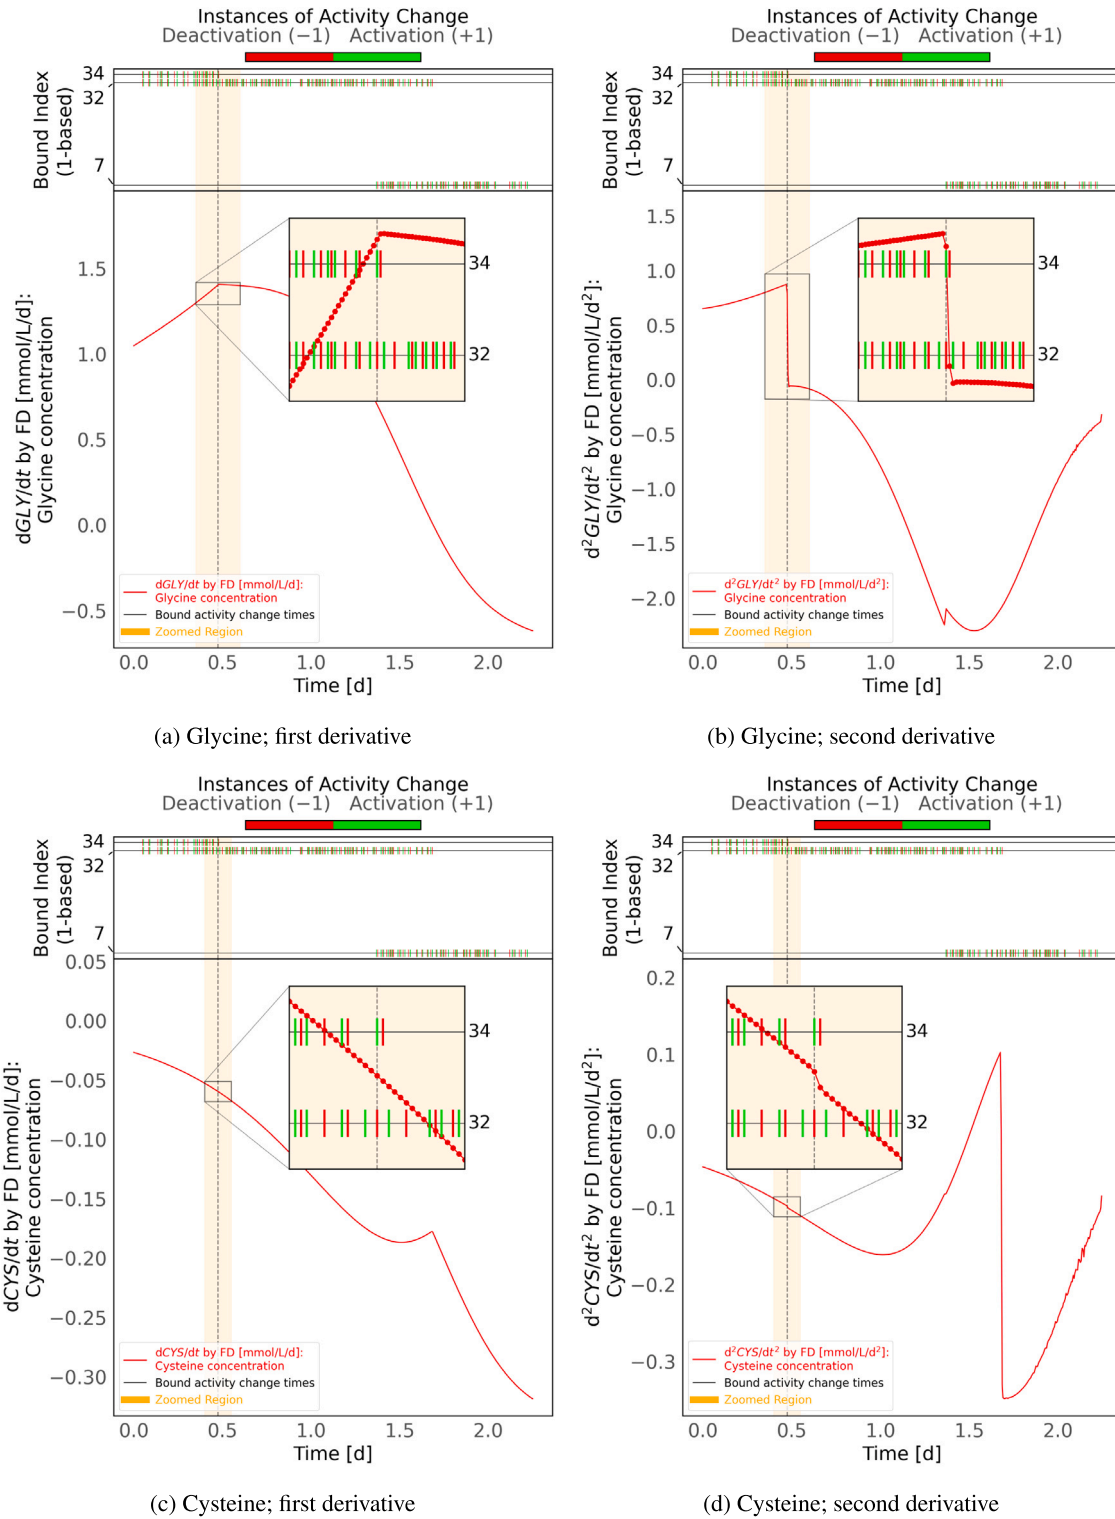 Instances of Activity Change
Deactivation (−1) Activation (+1)
Bound Index
(1-based)
34
32
7
dGLY/dt by FD [mmol/L/d]:
Glycine concentration
1.5
1.0
0.5
0.0
−0.5
34
32
dGLY/dt by FD [mmol/L/d]:
Glycine concentration
Bound activity change times
Zoomed Region
0.0 0.5 1.0 1.5 2.0
Time [d]
(a) Glycine; first derivative
Instances of Activity Change
Deactivation (−1) Activation (+1)
Bound Index
(1-based)
34
32
7
d²GLY/dt² by FD [mmol/L/d²]:
Glycine concentration
1.5
1.0
0.5
0.0
−0.5
−1.0
−1.5
−2.0
34
32
d²GLY/dt² by FD [mmol/L/d²]:
Glycine concentration
Bound activity change times
Zoomed Region
0.0 0.5 1.0 1.5 2.0
Time [d]
(b) Glycine; second derivative
Instances of Activity Change
Deactivation (−1) Activation (+1)
Bound Index
(1-based)
34
32
7
dCYS/dt by FD [mmol/L/d]:
Cysteine concentration
0.05
0.00
−0.05
−0.10
−0.15
−0.20
−0.25
−0.30
34
32
dCYS/dt by FD [mmol/L/d]:
Cysteine concentration
Bound activity change times
Zoomed Region
0.0 0.5 1.0 1.5 2.0
Time [d]
(c) Cysteine; first derivative
Instances of Activity Change
Deactivation (−1) Activation (+1)
Bound Index
(1-based)
34
32
7
d²CYS/dt² by FD [mmol/L/d²]:
Cysteine concentration
0.2
0.1
0.0
−0.1
−0.2
−0.3
34
32
d²CYS/dt² by FD [mmol/L/d²]:
Cysteine concentration
Bound activity change times
Zoomed Region
0.0 0.5 1.0 1.5 2.0
Time [d]
(d) Cysteine; second derivative